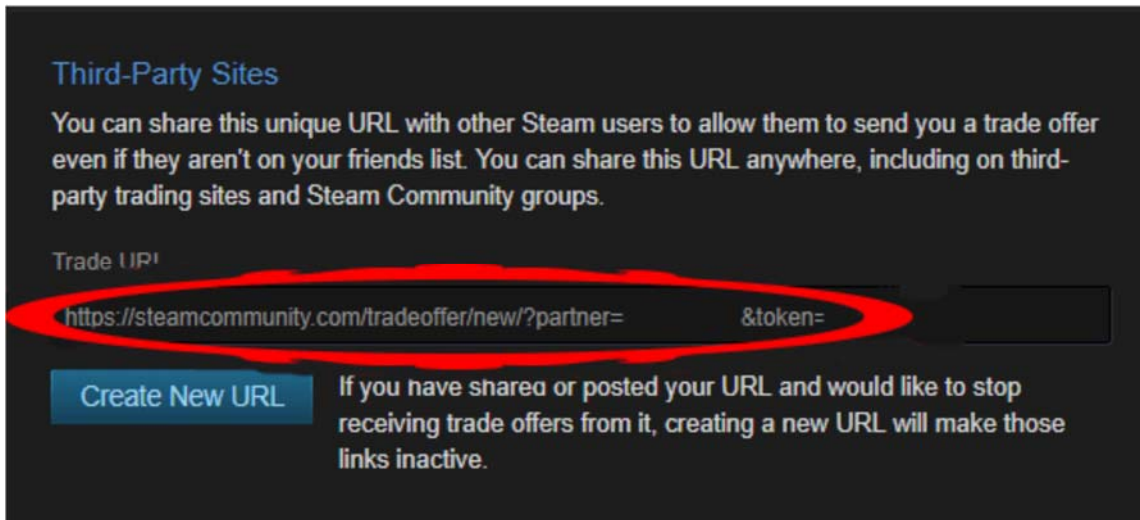 Third-Party Sites
You can share this unique URL with other Steam users to allow them to send you a trade offer
even if they aren't on your friends list. You can share this URL anywhere, including on third-
party trading sites and Steam Community groups.
Trade URL
https://steamcommunity.com/tradeoffer/new/?partner= &token=
Create New URL
If you have shared or posted your URL and would like to stop
receiving trade offers from it, creating a new URL will make those
links inactive.